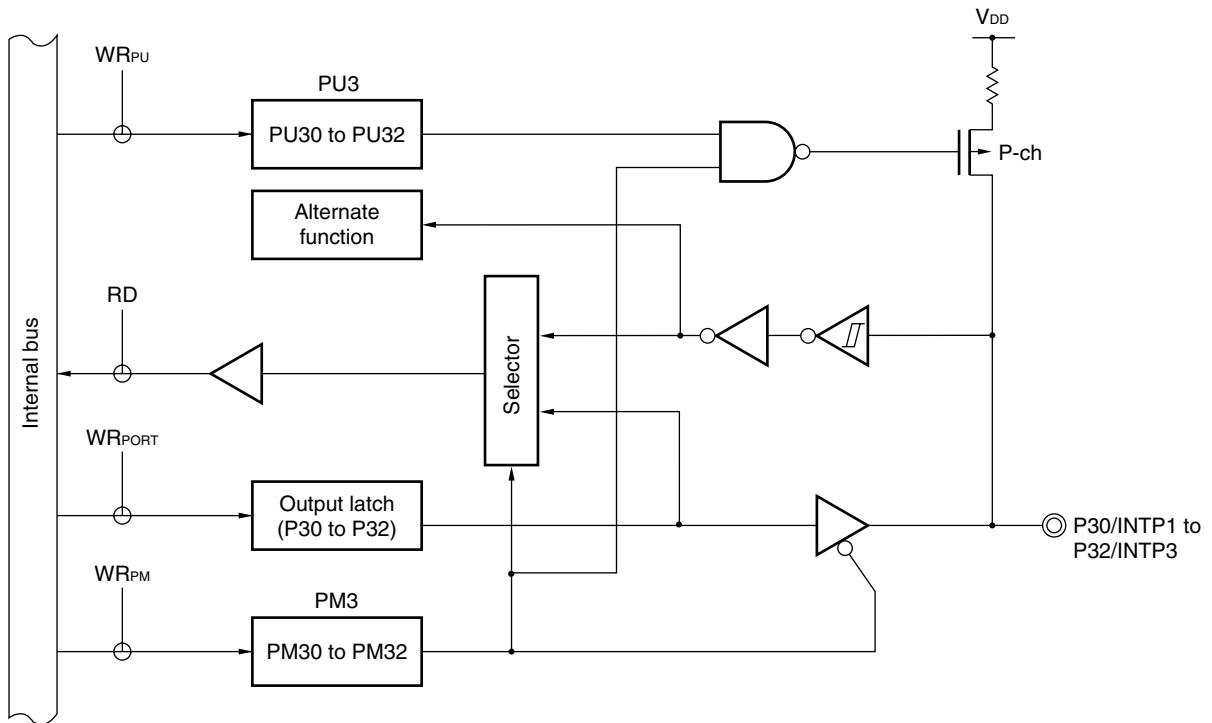 VDD
WRPU
PU3
PU30 to PU32
P-ch
Alternate
function
RD
Selector
Internal bus
WRPORT
Output latch
(P30 to P32)
P30/INTP1 to
P32/INTP3
WRPM
PM3
PM30 to PM32